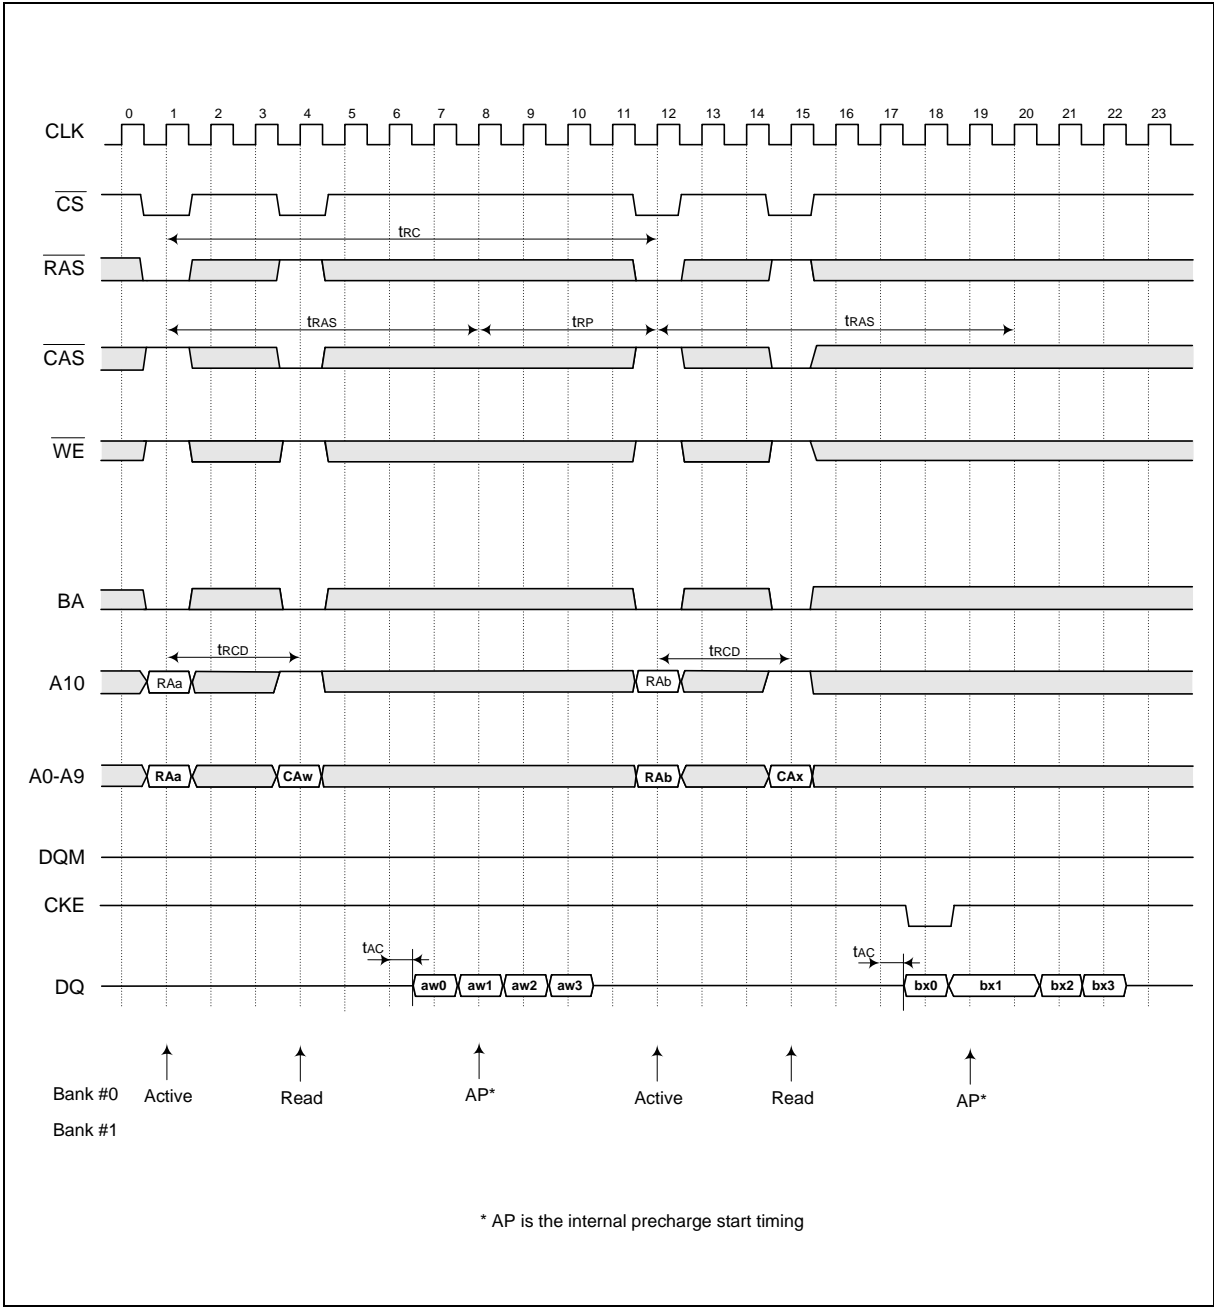 0 1 2 3 4 5 6 7 8 9 10 11 12 13 14 15 16 17 18 19 20 21 22 23
CLK
CS
tRC
RAS
tRAS tRP tRAS
CAS
WE
BA
tRCD tRCD
A10 RAa RAb
A0-A9 RAa CAw RAb CAx
DQM
CKE
tAC tAC
DQ aw0 aw1 aw2 aw3 bx0 bx1 bx2 bx3
Bank #0 Active Read AP* Active Read AP*
Bank #1
* AP is the internal precharge start timing